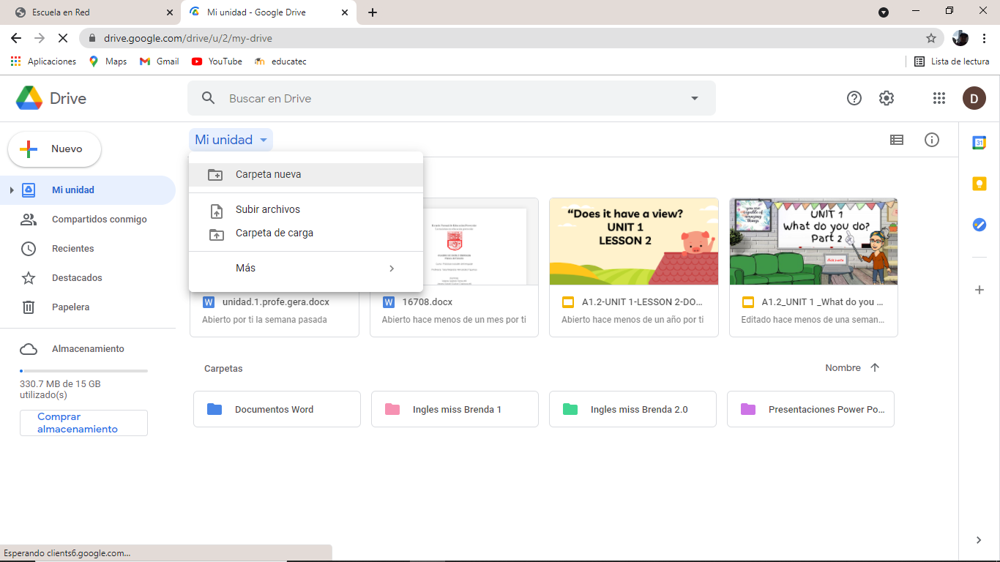 Escuela en Red
Mi unidad - Google Drive
drive.google.com/drive/u/2/my-drive
Aplicaciones
Maps
Gmail
YouTube
educatec
Lista de lectura
Drive
Buscar en Drive
D
Nuevo
Mi unidad
31
Carpeta nueva
Mi unidad
Compartidos conmigo
Recientes
Destacados
Papelera
Subir archivos
Carpeta de carga
Más
"Does it have a view?
UNIT 1
LESSON 2
UNIT 1
What do you do?
Part 2
W unidad.1.profe.gera.docx
Abierto por ti la semana pasada
W 16708.docx
Abierto hace menos de un mes por ti
A1.2-UNIT 1-LESSON 2-DO...
Abierto hace menos de un año por ti
A1.2_UNIT 1 _What do you ...
Editado hace menos de una seman...
Almacenamiento
330.7 MB de 15 GB
utilizado(s)
Comprar
almacenamiento
Carpetas
Nombre
Documentos Word
Ingles miss Brenda 1
Ingles miss Brenda 2.0
Presentaciones Power Po...
Esperando clients6.google.com...